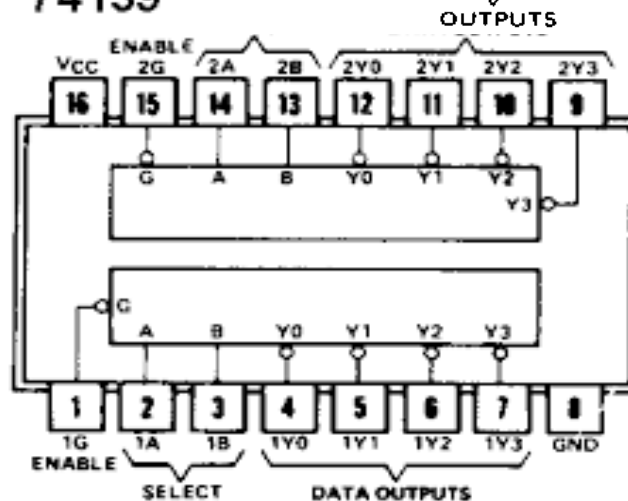 OUTPUTS
ENABLE
VCC 2G 2A 2B 2Y0 2Y1 2Y2 2Y3
16 15 14 13 12 11 10 9
G A B Y0 Y1 Y2
Y3
G
A B Y0 Y1 Y2 Y3
1 2 3 4 5 6 7 8
1G 1A 1B 1Y0 1Y1 1Y2 1Y3 GND
ENABLE
SELECT DATA OUTPUTS